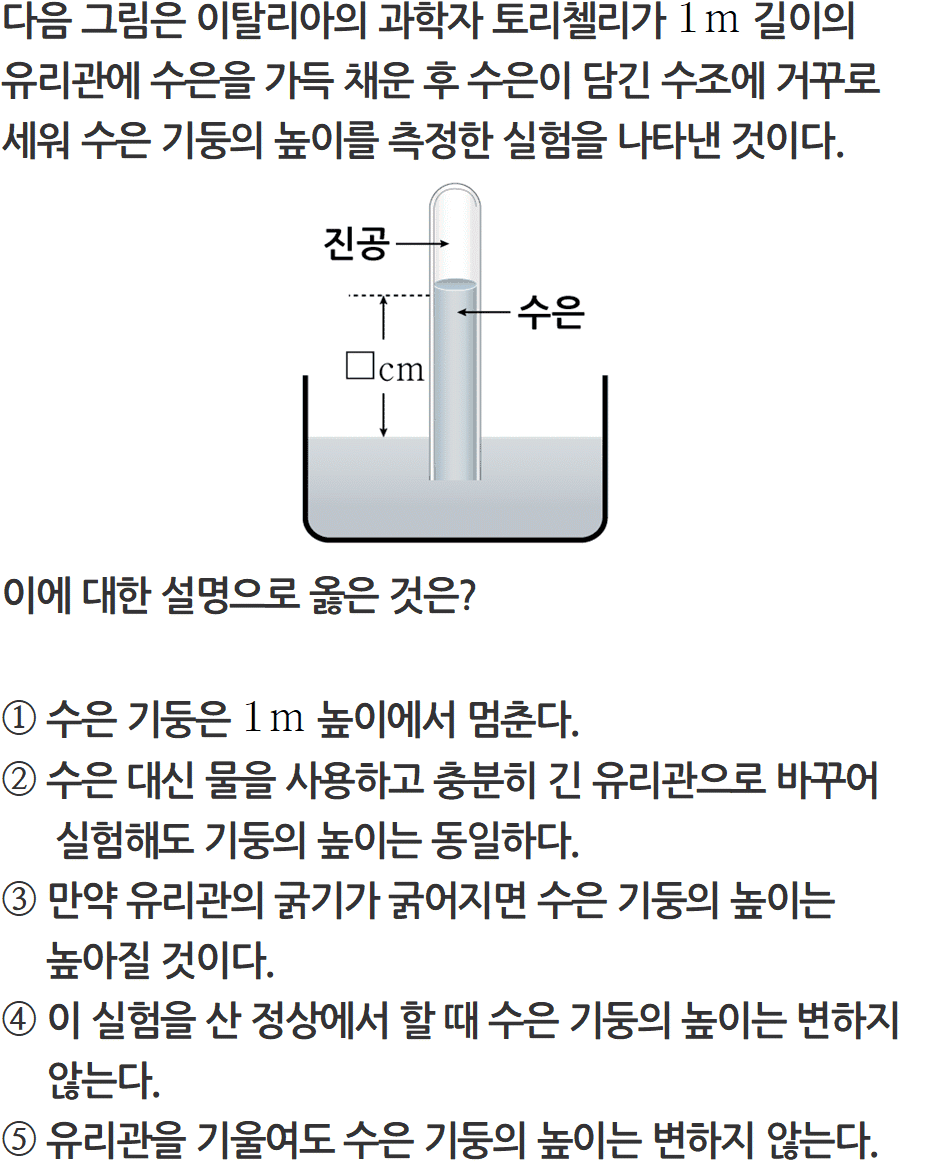 다음 그림은 이탈리아의 과학자 토리첼리가 1m 길이의
유리관에 수은을 가득 채운 후 수은이 담긴 수조에 거꾸로
세워 수은 기둥의 높이를 측정한 실험을 나타낸 것이다.
진공
수은
□cm
이에 대한 설명으로 옳은 것은?
① 수은 기둥은 1m 높이에서 멈춘다.
② 수은 대신 물을 사용하고 충분히 긴 유리관으로 바꾸어
실험해도 기둥의 높이는 동일하다.
③ 만약 유리관의 굵기가 굵어지면 수은 기둥의 높이는
높아질 것이다.
④ 이 실험을 산 정상에서 할 때 수은 기둥의 높이는 변하지
않는다.
⑤ 유리관을 기울여도 수은 기둥의 높이는 변하지 않는다.